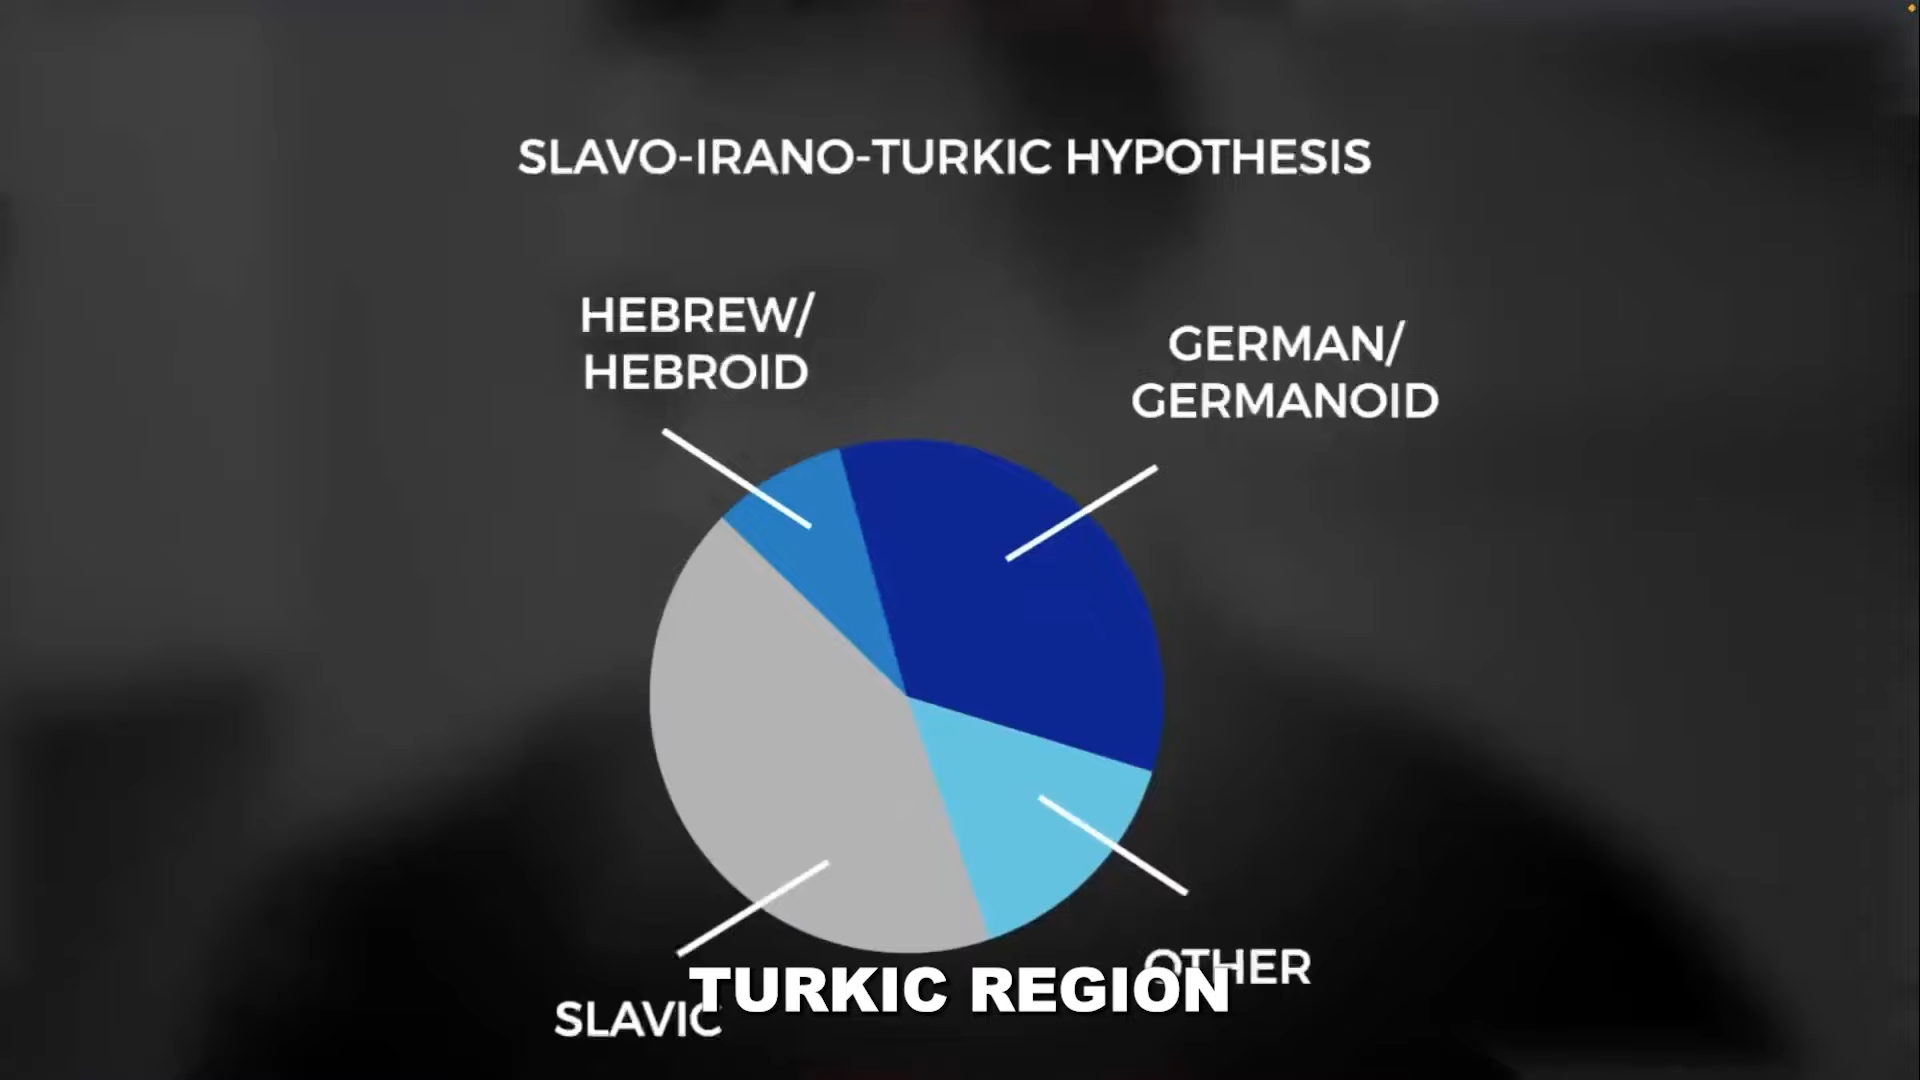 SLAVO-IRANO-TURKIC HYPOTHESIS
HEBREW/
HEBROID
GERMAN/
GERMANOID
OTHER
TURKIC REGION
SLAVIC